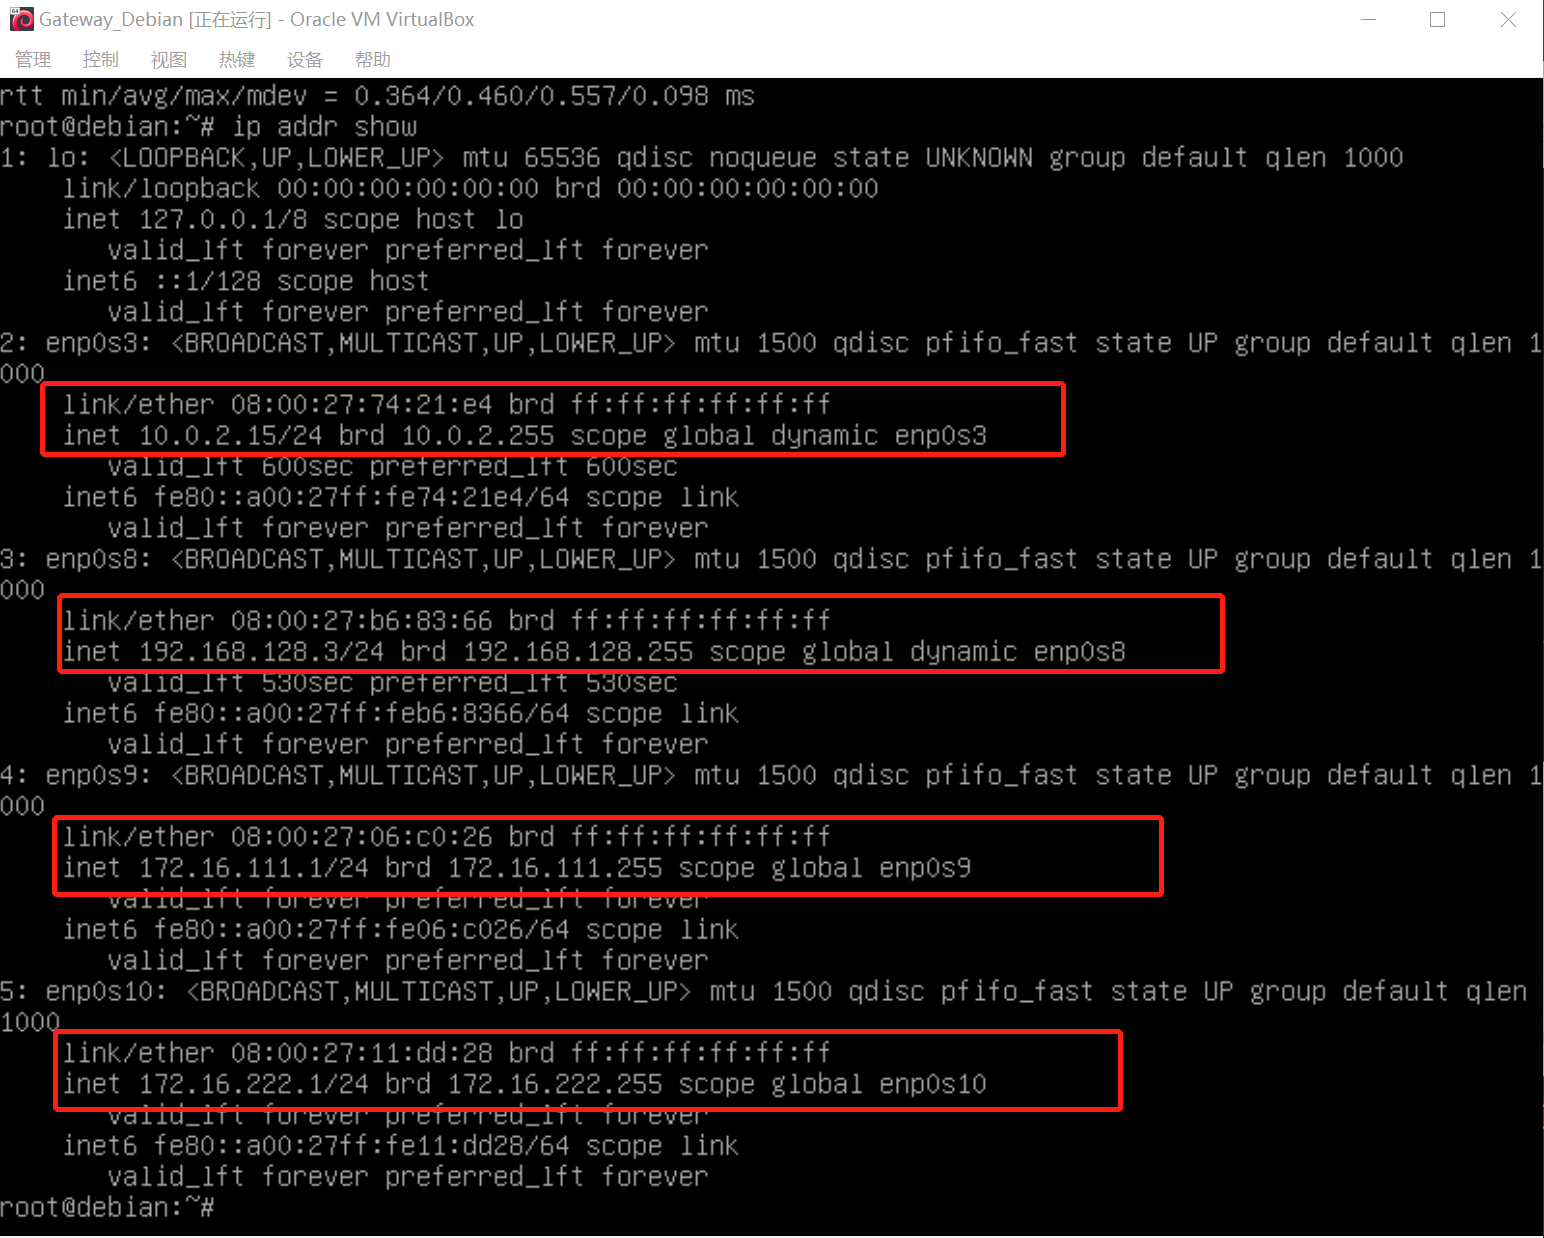 Gateway_Debian [正在运行] - Oracle VM VirtualBox
管理 控制 视图 热键 设备 帮助
rtt min/avg/max/mdev = 0.364/0.460/0.557/0.098 ms
root@debian:~# ip addr show
1: lo: <LOOPBACK,UP,LOWER_UP> mtu 65536 qdisc noqueue state UNKNOWN group default qlen 1000
link/loopback 00:00:00:00:00:00 brd 00:00:00:00:00:00
inet 127.0.0.1/8 scope host lo
valid_lft forever preferred_lft forever
inet6 ::1/128 scope host
valid_lft forever preferred_lft forever
2: enp0s3: <BROADCAST,MULTICAST,UP,LOWER_UP> mtu 1500 qdisc pfifo_fast state UP group default qlen 1
000
link/ether 08:00:27:74:21:e4 brd ff:ff:ff:ff:ff:ff
inet 10.0.2.15/24 brd 10.0.2.255 scope global dynamic enp0s3
valid_lft 600sec preferred_lft 600sec
inet6 fe80::a00:27ff:fe74:21e4/64 scope link
valid_lft forever preferred_lft forever
3: enp0s8: <BROADCAST,MULTICAST,UP,LOWER_UP> mtu 1500 qdisc pfifo_fast state UP group default qlen 1
000
link/ether 08:00:27:b6:83:66 brd ff:ff:ff:ff:ff:ff
inet 192.168.128.3/24 brd 192.168.128.255 scope global dynamic enp0s8
valid_lft 530sec preferred_lft 530sec
inet6 fe80::a00:27ff:feb6:8366/64 scope link
valid_lft forever preferred_lft forever
4: enp0s9: <BROADCAST,MULTICAST,UP,LOWER_UP> mtu 1500 qdisc pfifo_fast state UP group default qlen 1
000
link/ether 08:00:27:06:c0:26 brd ff:ff:ff:ff:ff:ff
inet 172.16.111.1/24 brd 172.16.111.255 scope global enp0s9
valid_lft forever preferred_lft forever
inet6 fe80::a00:27ff:fe06:c026/64 scope link
valid_lft forever preferred_lft forever
5: enp0s10: <BROADCAST,MULTICAST,UP,LOWER_UP> mtu 1500 qdisc pfifo_fast state UP group default qlen
1000
link/ether 08:00:27:11:dd:28 brd ff:ff:ff:ff:ff:ff
inet 172.16.222.1/24 brd 172.16.222.255 scope global enp0s10
valid_lft forever preferred_lft forever
inet6 fe80::a00:27ff:fe11:dd28/64 scope link
valid_lft forever preferred_lft forever
root@debian:~#